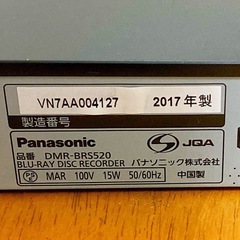 VN7AA004127 2017年製
製造番号
Panasonic JQA
品番 DMR-BRS520
BLU-RAY DISC RECORDER パナソニック株式会社
MAR 100V 15W 50/60Hz 中国製